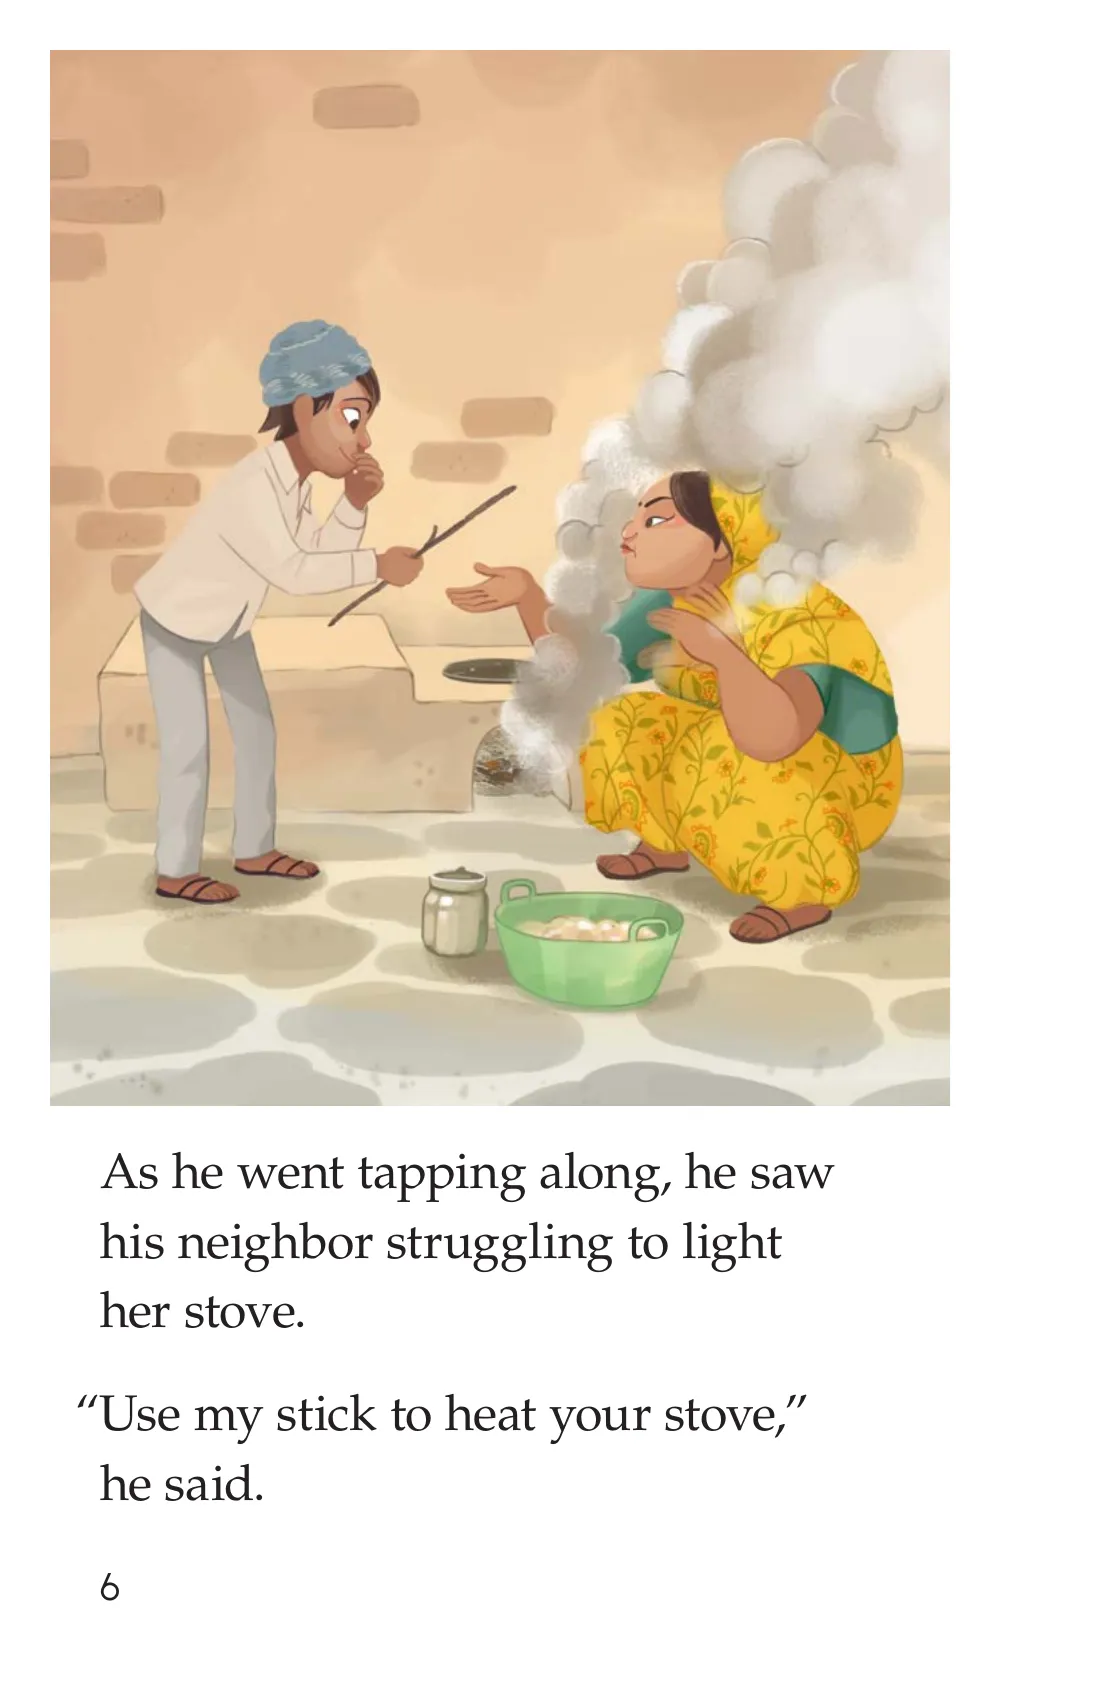 As he went tapping along, he saw
his neighbor struggling to light
her stove.
“Use my stick to heat your stove,”
he said.
6